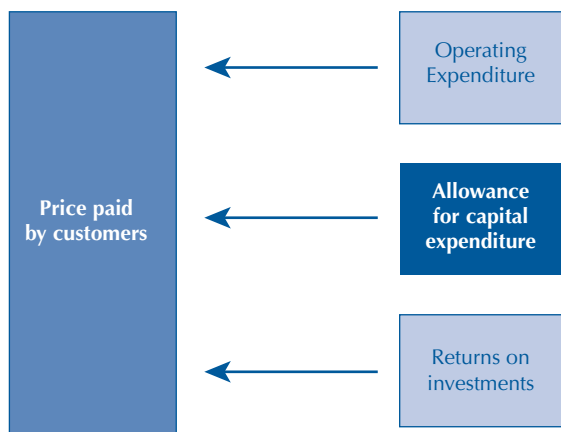 Price paid
by customers
Operating
Expenditure
Allowance
for capital
expenditure
Returns on
investments